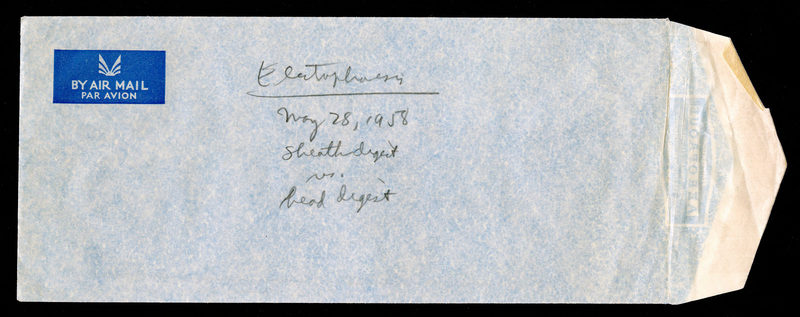 BY AIR MAIL
PAR AVION
Electrophoresis
May 28, 1958
Sheath digest
vs.
head digest